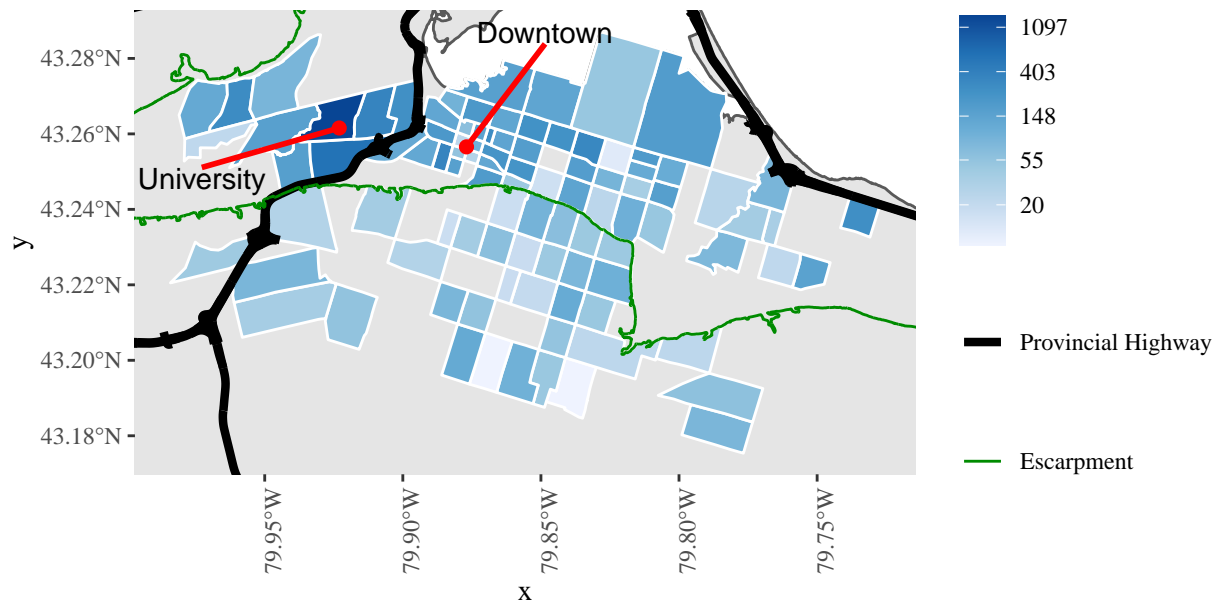 Downtown
University
43.28°N
43.26°N
43.24°N
43.22°N
43.20°N
43.18°N
y
79.95°W
79.90°W
79.85°W
79.80°W
79.75°W
x
1097
403
148
55
20
Provincial Highway
Escarpment